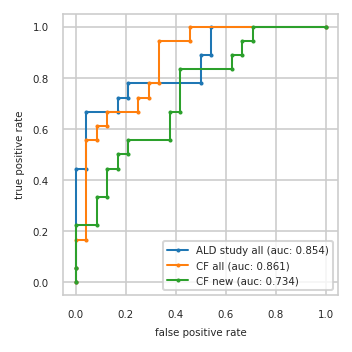 1.0
0.8
0.6
0.4
0.2
0.0
true positive rate
ALD study all (auc: 0.854)
CF all (auc: 0.861)
CF new (auc: 0.734)
0.0 0.2 0.4 0.6 0.8 1.0
false positive rate